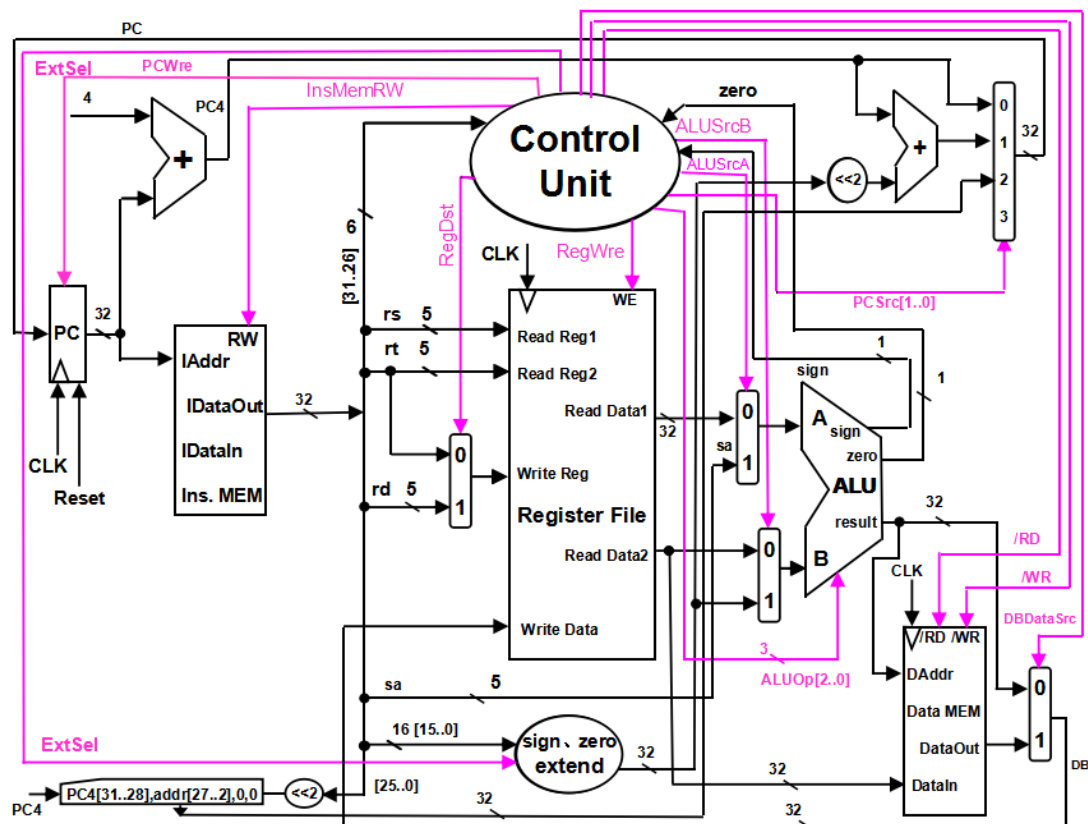 PC
ExtSel
PCWre
InsMemRW
zero
4
PC4
ALUSrcB
ALUSrcA
Control
Unit
+
+
<<2
0
1
2
3
32
6
[31..26]
RegDst
CLK
RegWre
WE
PCSrc[1..0]
PC
32
RW
IAddr
IDataOut
IDataIn
Ins. MEM
32
CLK
Reset
rs
5
rt
5
rd
5
0
1
Read Reg1
Read Reg2
Read Data1
Write Reg
Register File
Read Data2
Write Data
32
sa
0
1
0
1
sign
1
1
A
sign
zero
ALU
result
B
32
/RD
/WR
CLK
DBDataSrc
/RD /WR
DAddr
Data MEM
DataOut
DataIn
0
1
DB
3
ALUOp[2..0]
sa
5
16 [15..0]
ExtSel
sign、zero
extend
32
32
[25..0]
<<2
PC4[31..28],addr[27..2],0,0
PC4
32
32